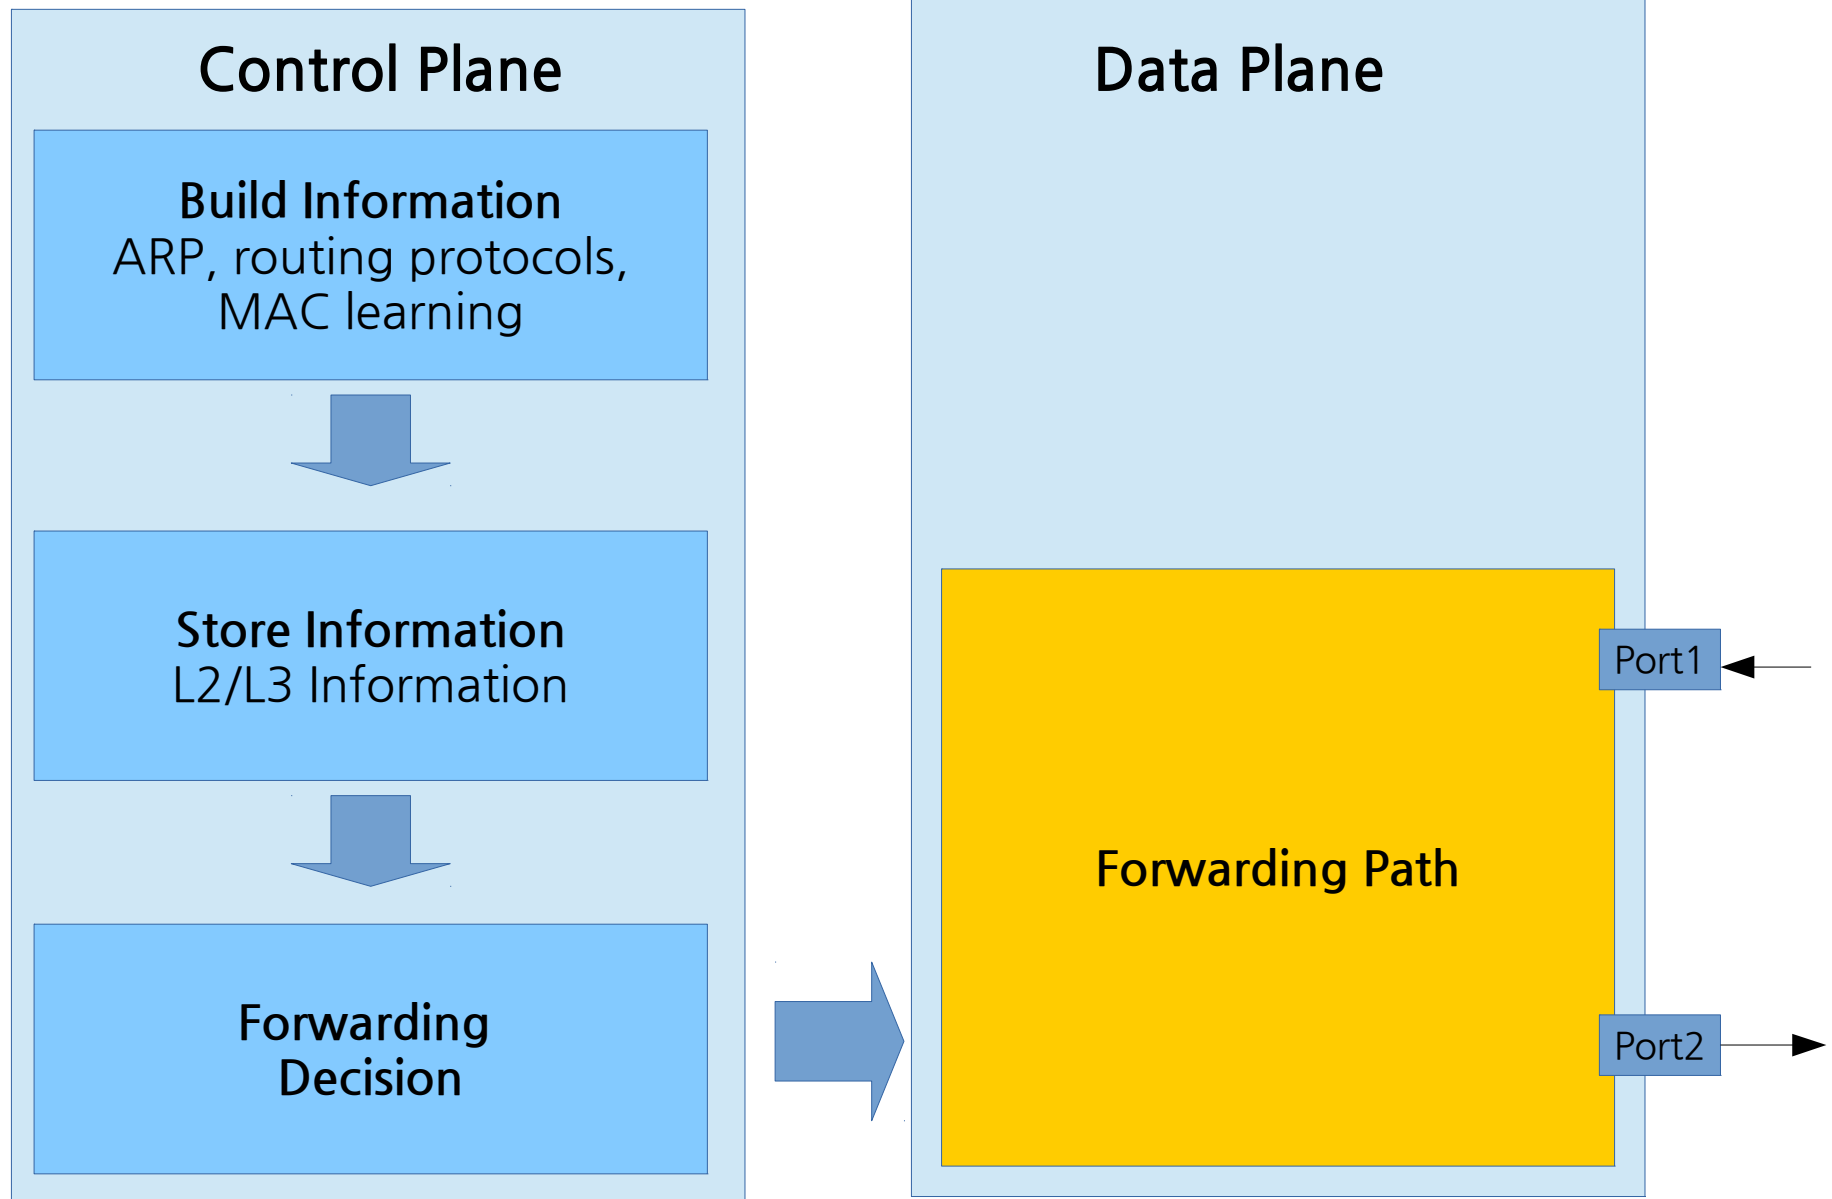 Control Plane
Build Information
ARP, routing protocols,
MAC learning
Store Information
L2/L3 Information
Forwarding
Decision
Data Plane
Forwarding Path
Port1
Port2